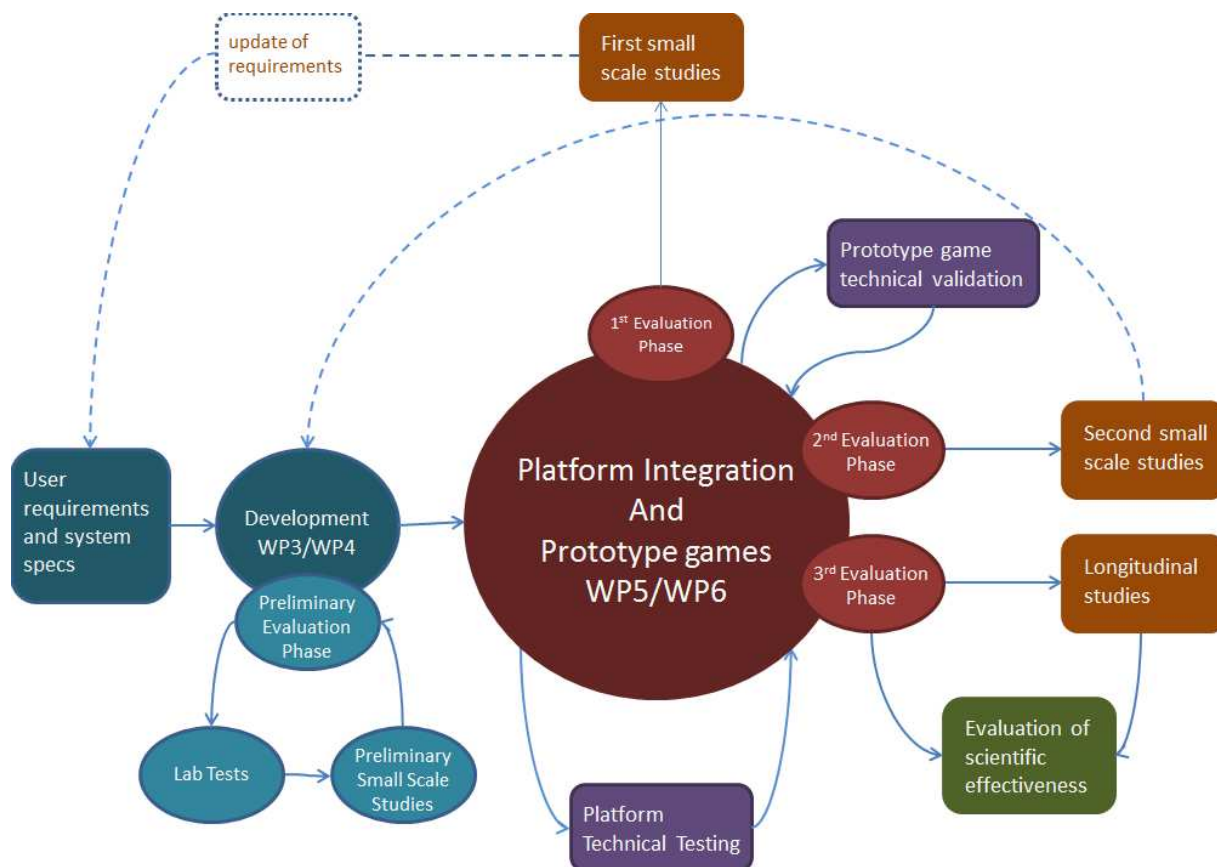 update of
requirements
First small
scale studies
Prototype game
technical validation
1st Evaluation
Phase
2nd Evaluation
Phase
Second small
scale studies
User
requirements
and system
specs
Development
WP3/WP4
Platform Integration
And
Prototype games
WP5/WP6
3rd Evaluation
Phase
Longitudinal
studies
Preliminary
Evaluation
Phase
Lab Tests
Preliminary
Small Scale
Studies
Evaluation of
scientific
effectiveness
Platform
Technical Testing